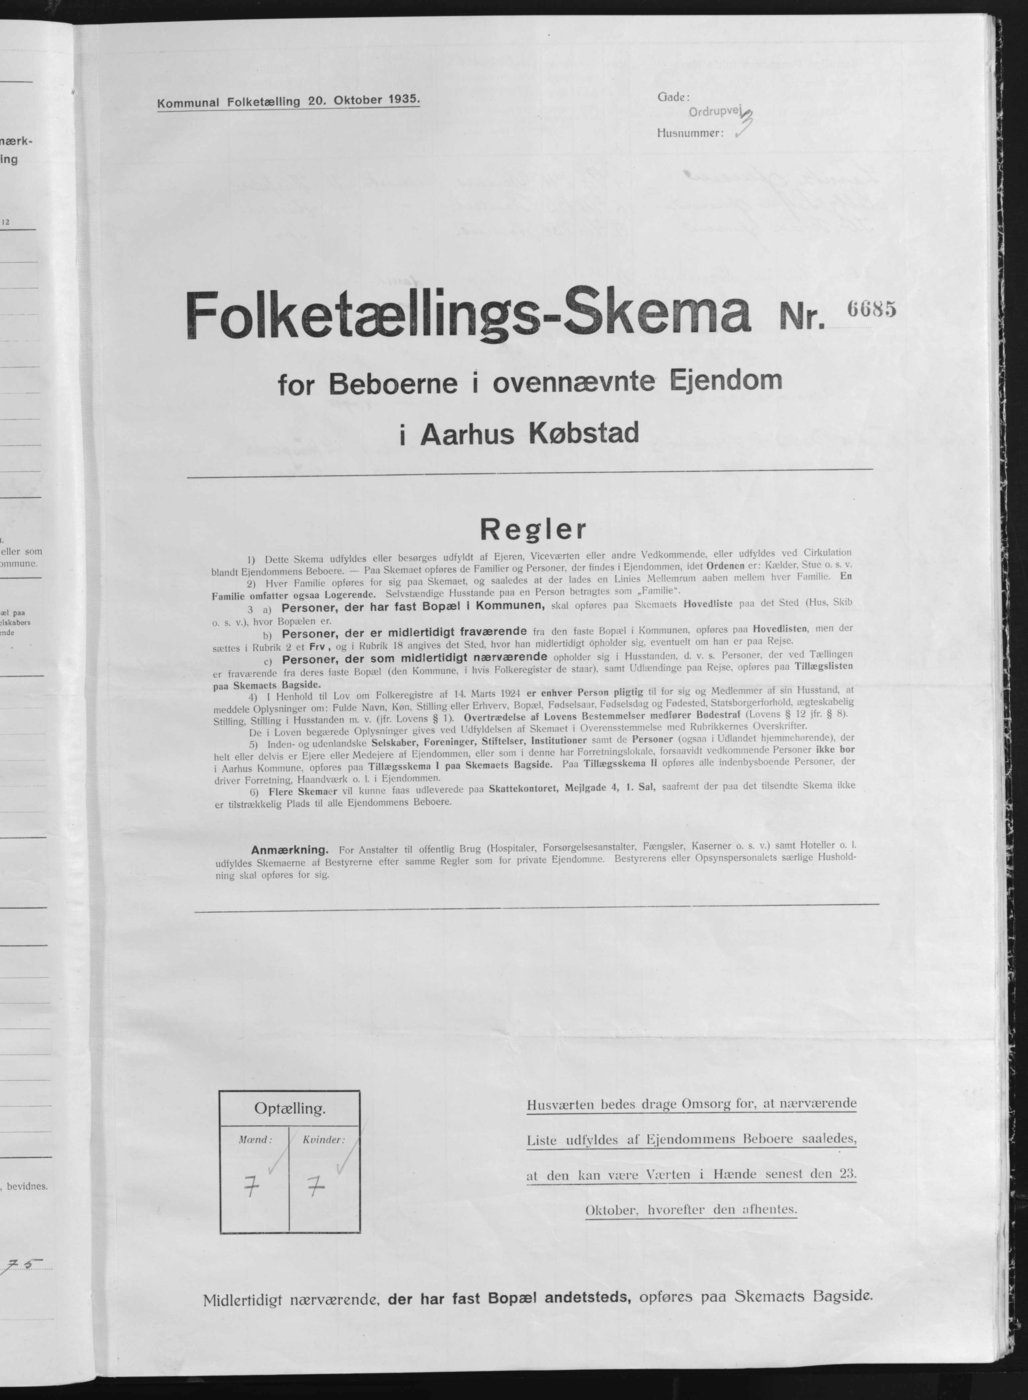 Kommunal Folketælling 20. Oktober 1935.
Gade:
Ordrupvej
Husnummer: 3
Folketællings-Skema Nr. 6685
for Beboerne i ovennævnte Ejendom
i Aarhus Købstad
Regler
1) Dette Skema udfyldes eller besørges udfyldt af Ejeren, Viceværten eller andre Vedkommende, eller udfyldes ved Cirkulation
blandt Ejendommens Beboere. — Paa Skemaet opføres de Familier og Personer, der findes i Ejendommen, idet Ordenen er: Kælder, Stue o. s. v.
2) Hver Familie opføres for sig paa Skemaet, og saaledes at der lades en Linies Mellemrum aaben mellem hver Familie. En
Familie omfatter ogsaa Logerende. Selvstændige Husstande paa en Person betragtes som „Familie“.
3 a) Personer, der har fast Bopæl i Kommunen, skal opføres paa Skemaets Hovedliste paa det Sted (Hus, Skib
o. s. v.), hvor Bopælen er.
b) Personer, der er midlertidigt fraværende fra den faste Bopæl i Kommunen, opføres paa Hovedlisten, men der
sættes i Rubrik 2 et Frv, og i Rubrik 18 angives det Sted, hvor han midlertidigt opholder sig, eventuelt om han er paa Rejse.
c) Personer, der som midlertidigt nærværende opholder sig i Husstanden, d. v. s. Personer, der ved Tællingen
er fraværende fra deres faste Bopæl (den Kommune, i hvis Folkeregister de staar), samt Udlændinge paa Rejse, opføres paa Tillægslisten
paa Skemaets Bagside.
4) I Henhold til Lov om Folkeregistre af 14. Marts 1924 er enhver Person pligtig til for sig og Medlemmer af sin Husstand, at
meddele Oplysninger om: Fulde Navn, Køn, Stilling eller Erhverv, Bopæl, Fødselsaar, Fødselsdag og Fødested, Statsborgerforhold, ægteskabelig
Stilling, Stilling i Husstanden m. v. (jfr. Lovens § 1). Overtrædelse af Lovens Bestemmelser medfører Bødestraf (Lovens § 12 jfr. § 8).
De i Loven begærede Oplysninger gives ved Udfyldelsen af Skemaet i Overensstemmelse med Rubrikkernes Overskrifter.
5) Inden- og udenlandske Selskaber, Foreninger, Stiftelser, Institutioner samt de Personer (ogsaa i Udlandet hjemmehørende), der
helt eller delvis er Ejere eller Medejere af Ejendommen, eller som i denne har Forretningslokale, forsaavidt vedkommende Personer ikke bor
i Aarhus Kommune, opføres paa Tillægsskema I paa Skemaets Bagside. Paa Tillægsskema II opføres alle indenbysboende Personer, der
driver Forretning, Haandværk o. l. i Ejendommen.
6) Flere Skemaer vil kunne faas udleverede paa Skattekontoret, Mejlgade 4, 1. Sal, saafremt der paa det tilsendte Skema ikke
er tilstrækkelig Plads til alle Ejendommens Beboere.
Anmærkning. For Anstalter til offentlig Brug (Hospitaler, Forsørgelsesanstalter, Fængsler, Kaserner o. s. v.) samt Hoteller o. l.
udfyldes Skemaerne af Bestyrerne efter samme Regler som for private Ejendomme. Bestyrerens eller Opsynspersonalets særlige Hushold-
ning skal opføres for sig.
Optælling.
Mænd: Kvinder:
7 7
Husværten bedes drage Omsorg for, at nærværende
Liste udfyldes af Ejendommens Beboere saaledes,
at den kan være Værten i Hænde senest den 23.
Oktober, hvorefter den afhentes.
Midlertidigt nærværende, der har fast Bopæl andetsteds, opføres paa Skemaets Bagside.
mærk-
ing
12
eller som
ommune.
æl paa
elskabers
ende
, bevidnes.
75